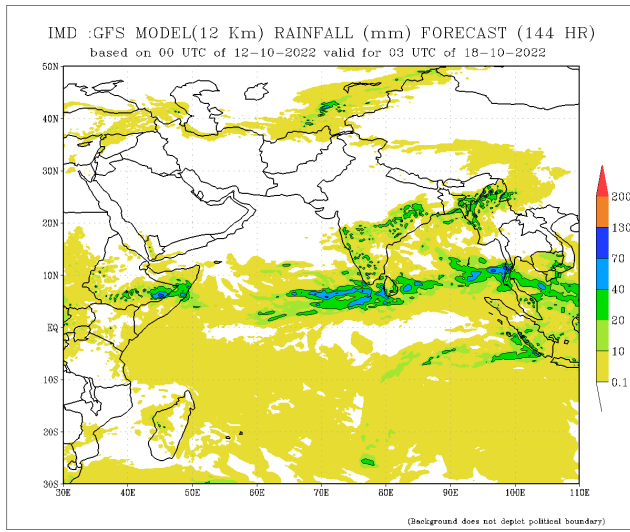 IMD :GFS MODEL(12 Km) RAINFALL (mm) FORECAST (144 HR)
based on 00 UTC of 12-10-2022 valid for 03 UTC of 18-10-2022
50N
40N
30N
20N
10N
EQ
10S
20S
30S
30E 40E 50E 60E 70E 80E 90E 100E 110E
200
130
70
40
20
10
0.1
(Background does not depict political boundary)